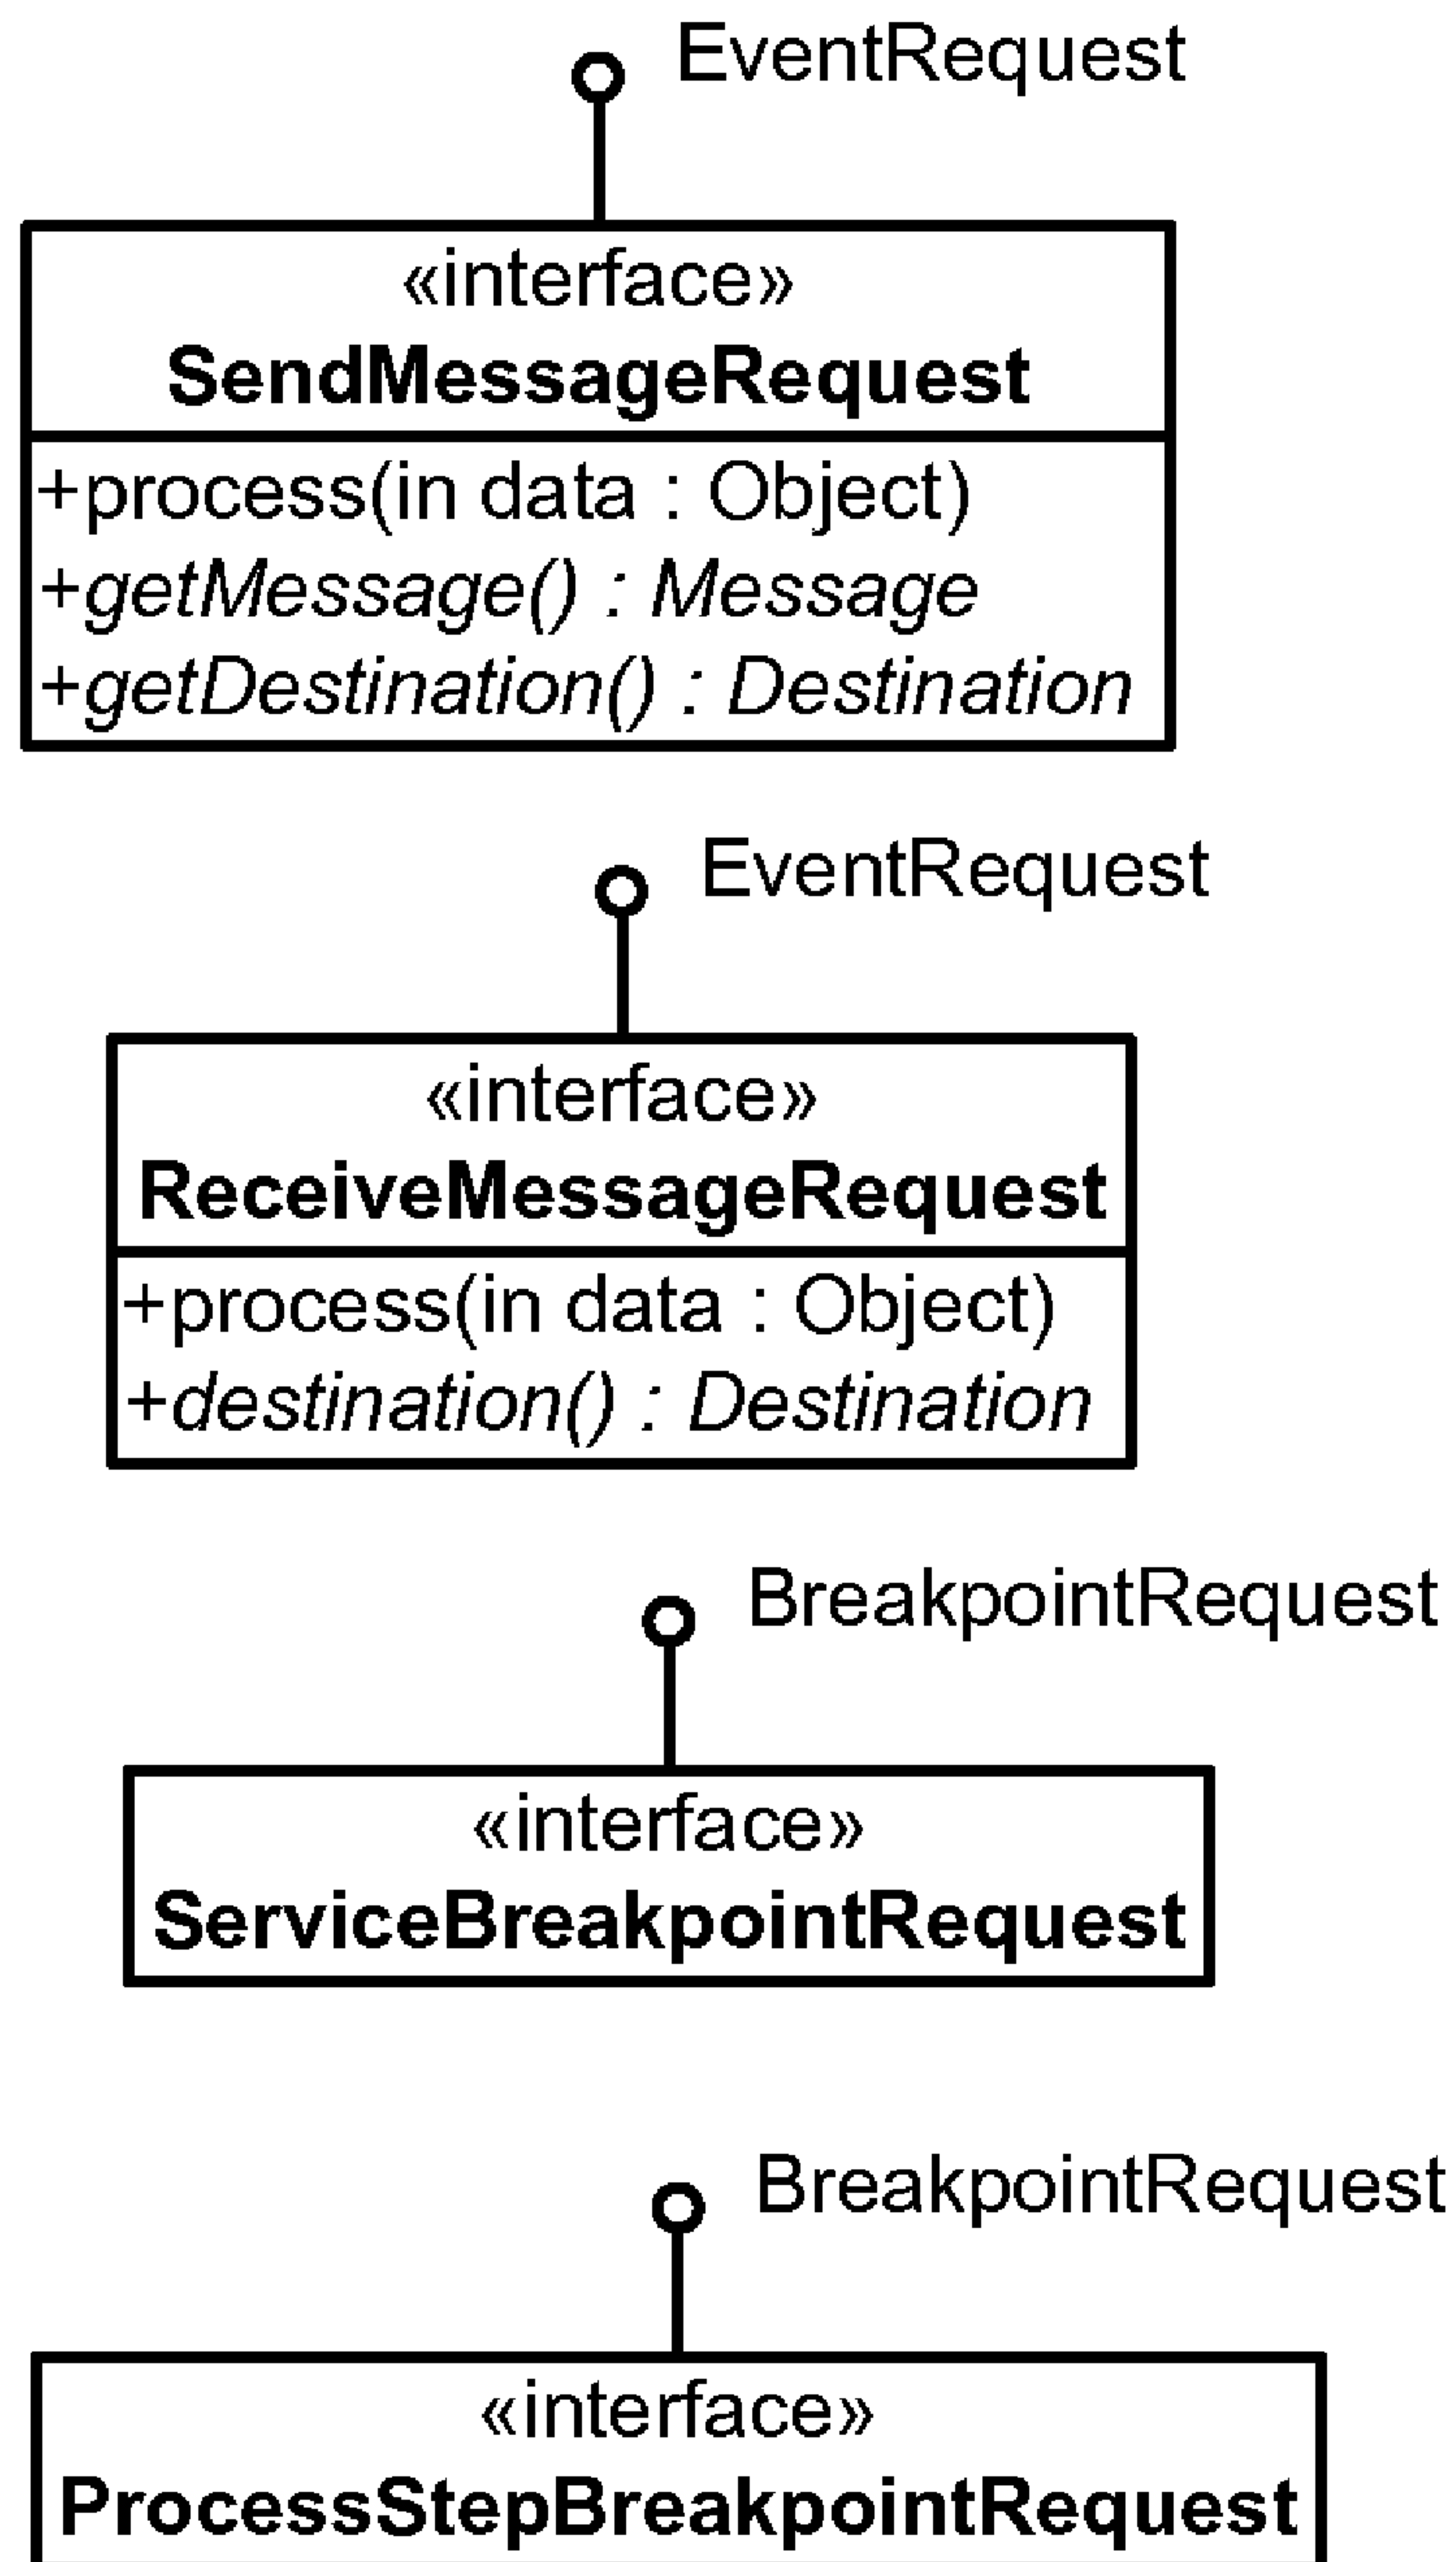 EventRequest
«interface»
SendMessageRequest
+process(in data : Object)
+getMessage() : Message
+getDestination() : Destination
EventRequest
«interface»
ReceiveMessageRequest
+process(in data : Object)
+destination() : Destination
BreakpointRequest
«interface»
ServiceBreakpointRequest
BreakpointRequest
«interface»
ProcessStepBreakpointRequest